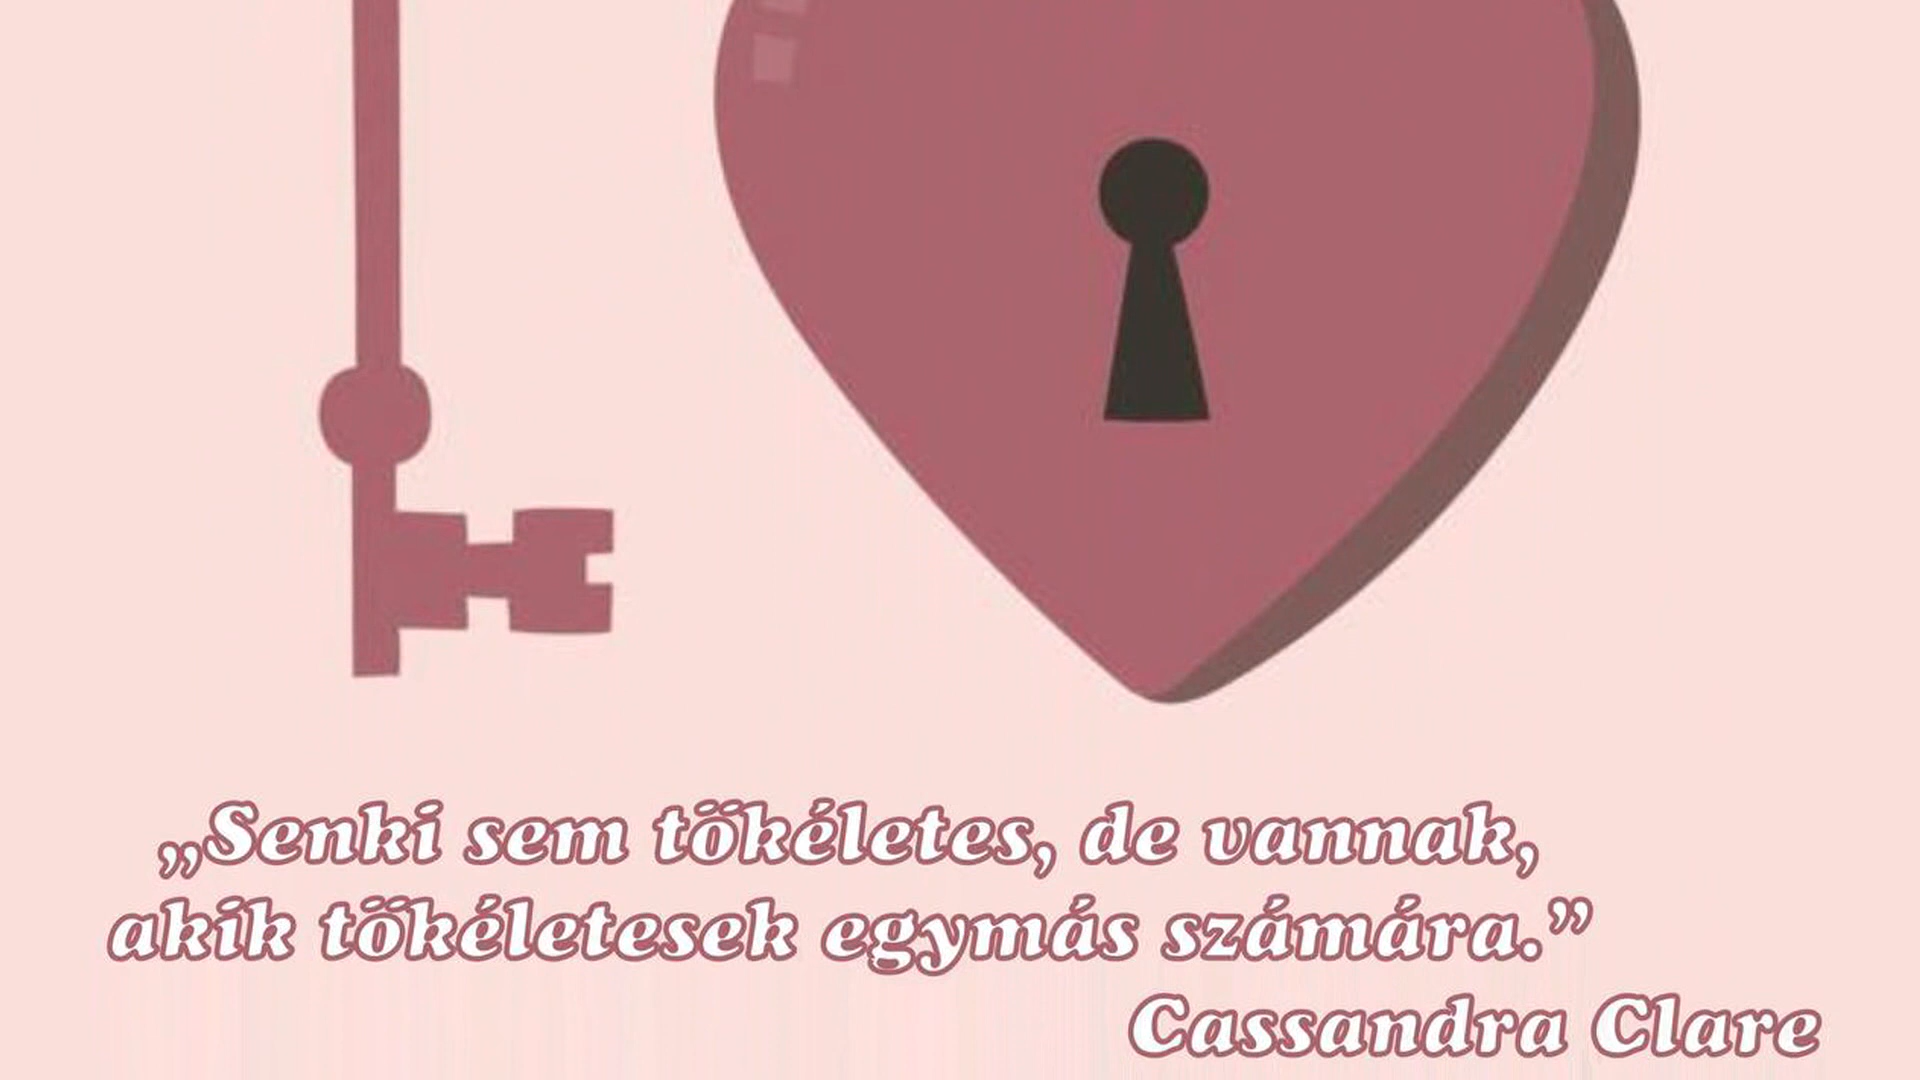 „Senki sem tökéletes, de vannak,
akik tökéletesek egymás számára.”
Cassandra Clare